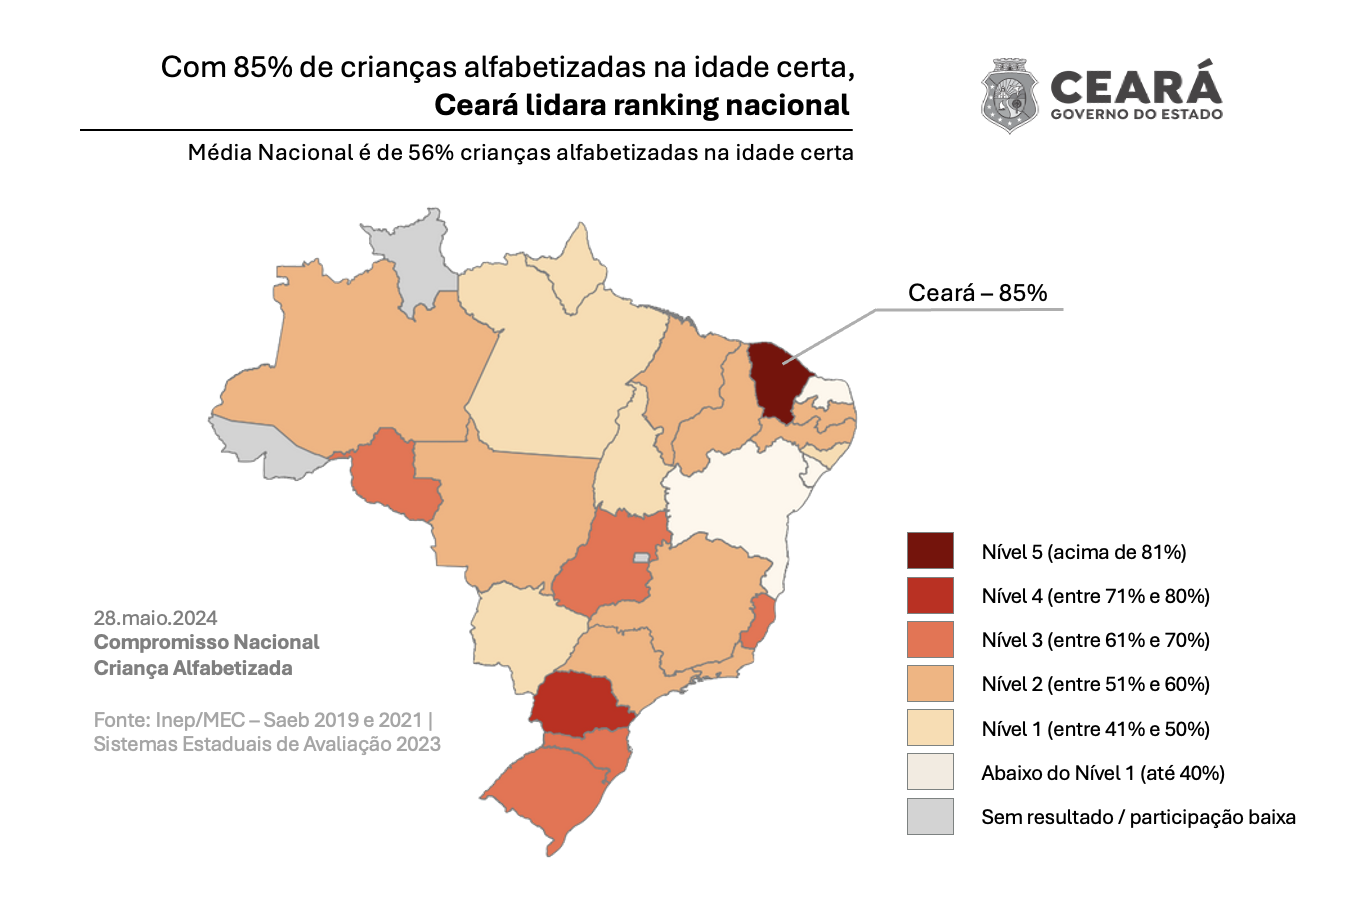 Com 85% de crianças alfabetizadas na idade certa,
Ceará lidara ranking nacional
Média Nacional é de 56% crianças alfabetizadas na idade certa
CEARÁ
GOVERNO DO ESTADO
Ceará – 85%
Nível 5 (acima de 81%)
Nível 4 (entre 71% e 80%)
Nível 3 (entre 61% e 70%)
Nível 2 (entre 51% e 60%)
Nível 1 (entre 41% e 50%)
Abaixo do Nível 1 (até 40%)
Sem resultado / participação baixa
28.maio.2024
Compromisso Nacional
Criança Alfabetizada
Fonte: Inep/MEC – Saeb 2019 e 2021 |
Sistemas Estaduais de Avaliação 2023